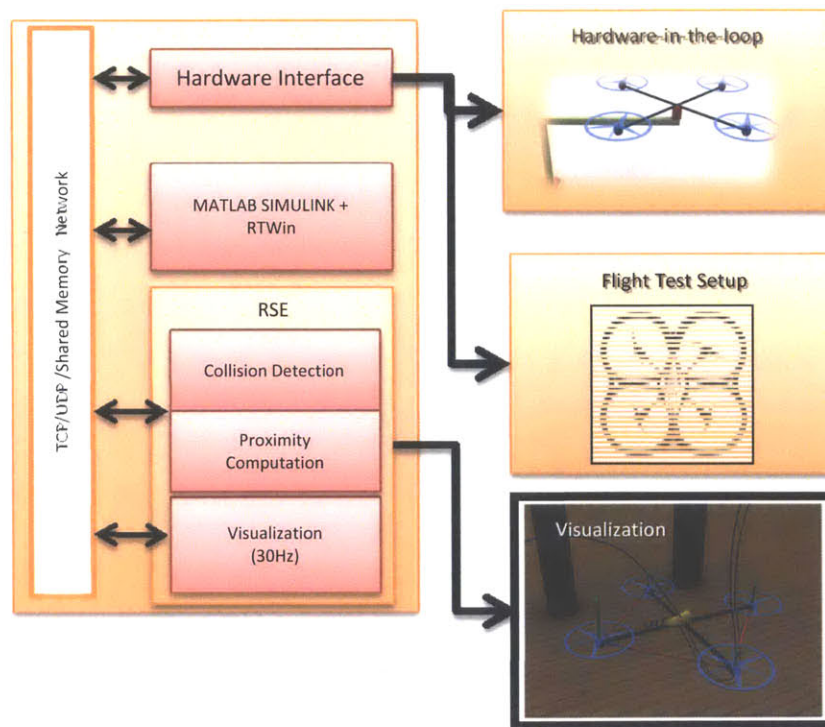 TCP/UDP/Shared Memory Network
Hardware Interface
MATLAB SIMULINK +
RTWin
RSE
Collision Detection
Proximity
Computation
Visualization
(30Hz)
Hardware-in-the loop
Flight Test Setup
Visualization